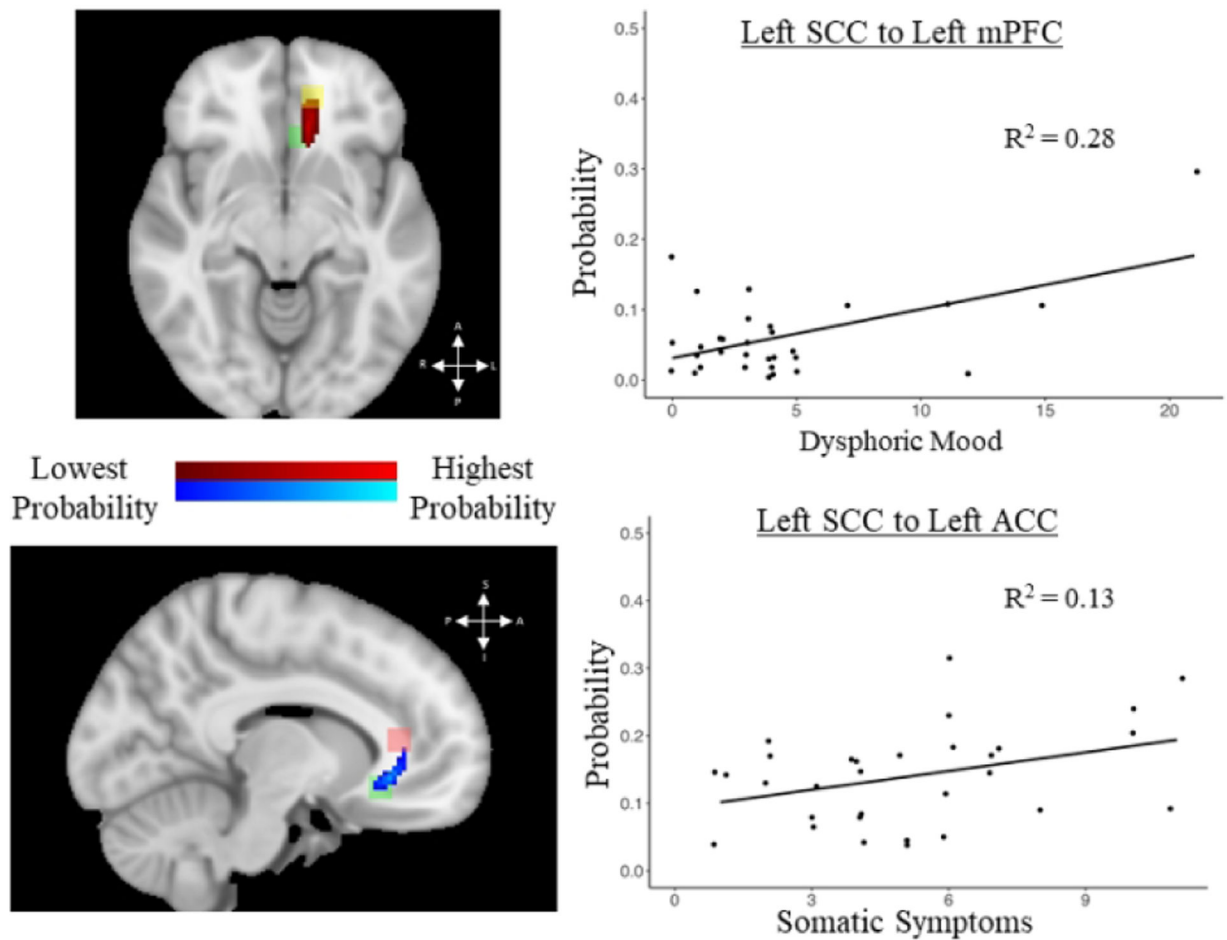 A
R L
P
Lowest Probability
Highest Probability
S
P A
I
Left SCC to Left mPFC
R² = 0.28
Probability
0.5
0.4
0.3
0.2
0.1
0.0
0 5 10 15 20
Dysphoric Mood
Left SCC to Left ACC
R² = 0.13
Probability
0.5
0.4
0.3
0.2
0.1
0.0
0 3 6 9
Somatic Symptoms